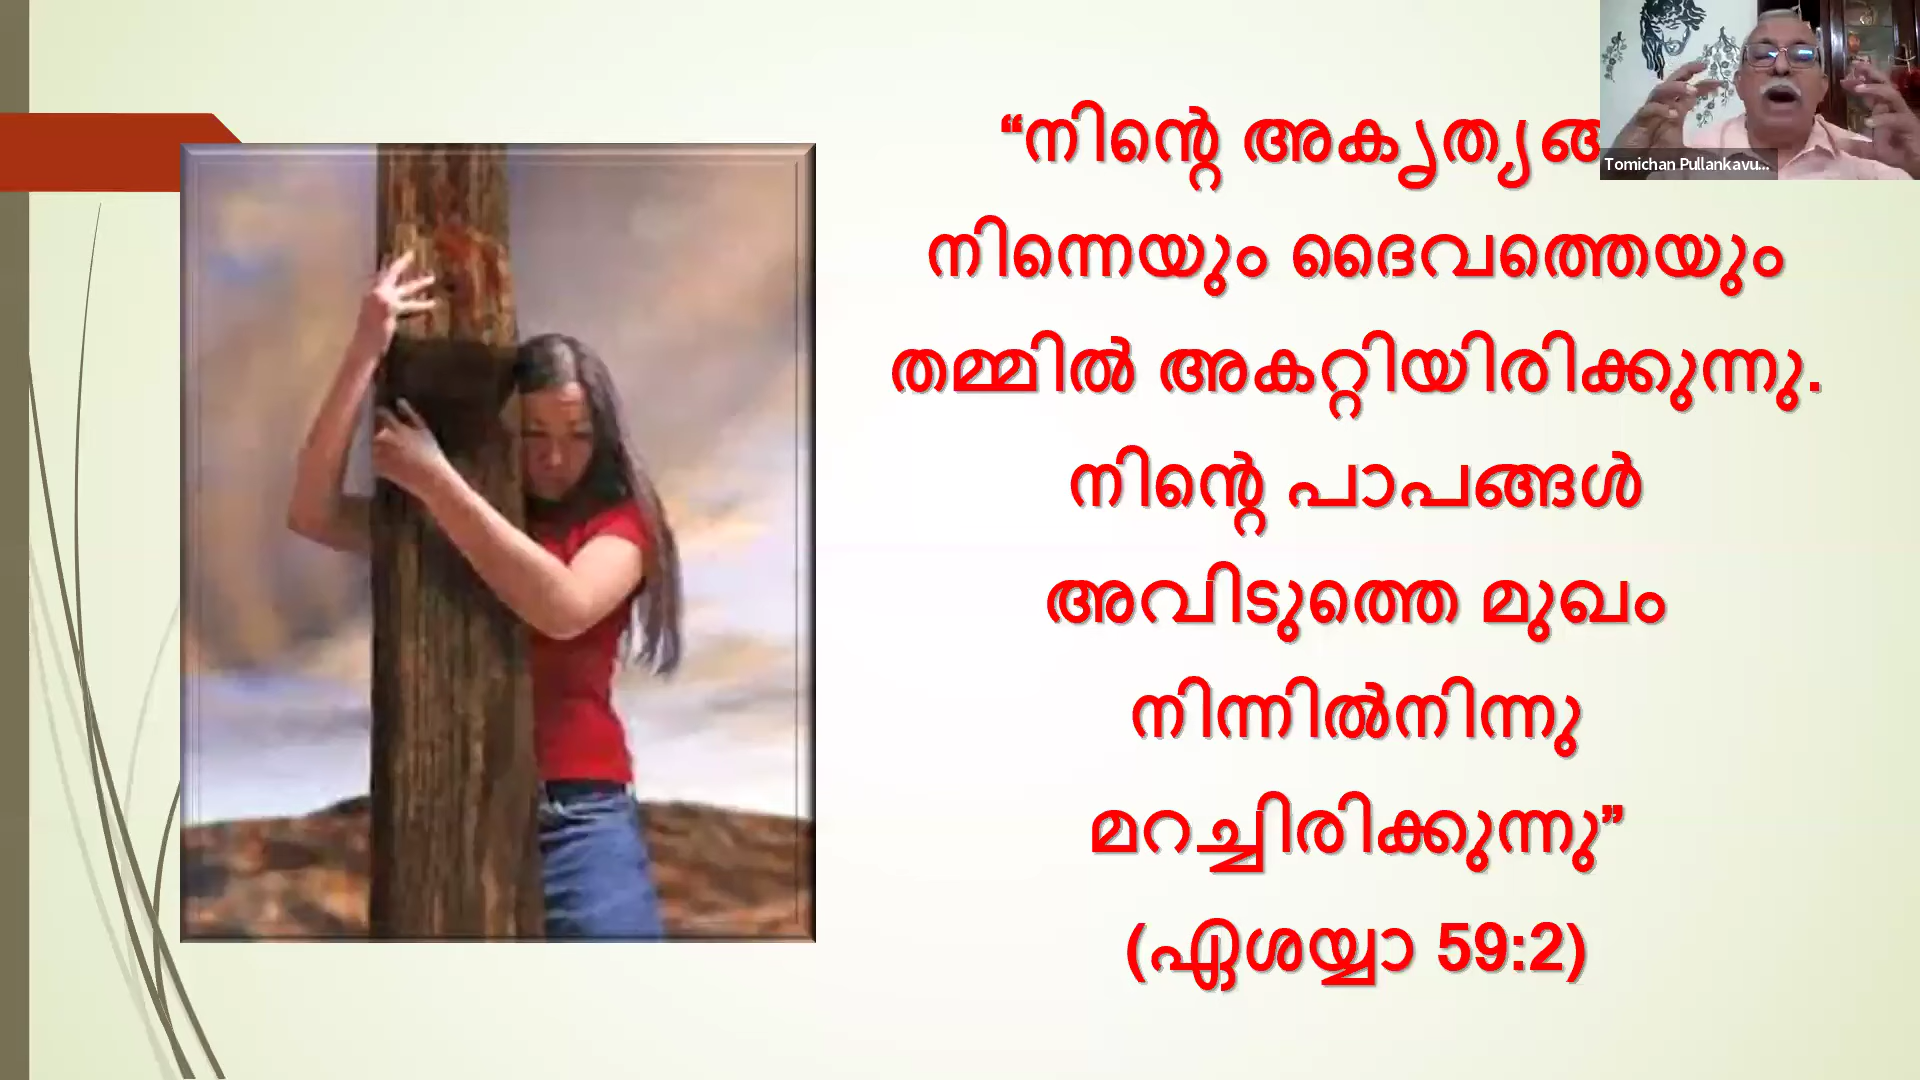 “നിന്റെ അകൃത്യങ്ങ
നിന്നെയും ദൈവത്തെയും
തമ്മിൽ അകറ്റിയിരിക്കുന്നു.
നിന്റെ പാപങ്ങൾ
അവിടുത്തെ മുഖം
നിന്നിൽനിന്നു
മറച്ചിരിക്കുന്നു”
(ഏശയ്യാ 59:2)
Tomichan Pullankavu...